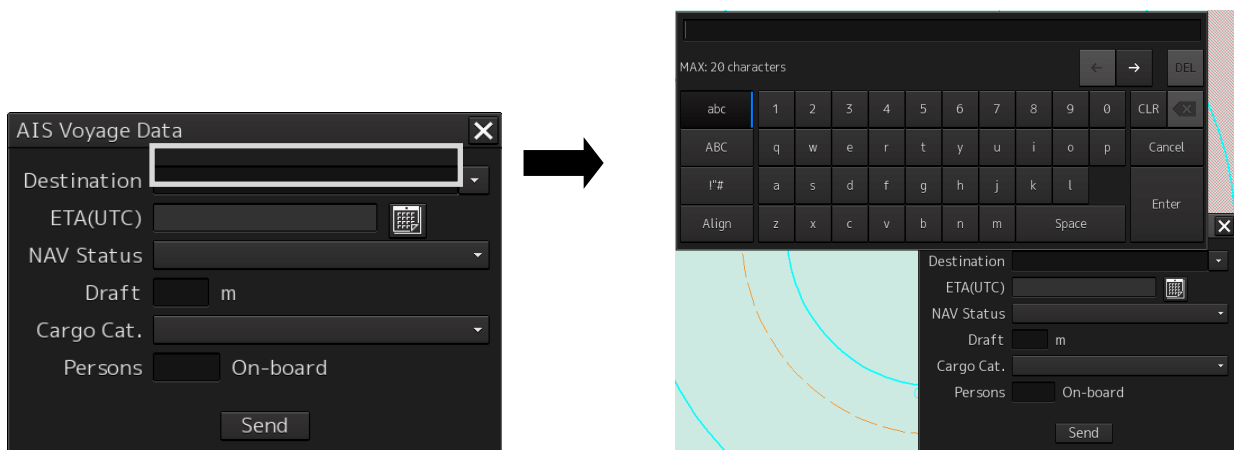 AIS Voyage Data
Destination
ETA(UTC)
NAV Status
Draft m
Cargo Cat.
Persons On-board
Send
MAX: 20 characters
← → DEL
abc 1 2 3 4 5 6 7 8 9 0 CLR
ABC q w e r t y u i o p Cancel
!"# a s d f g h j k l
Enter
Align z x c v b n m Space
Destination
ETA(UTC)
NAV Status
Draft m
Cargo Cat.
Persons On-board
Send